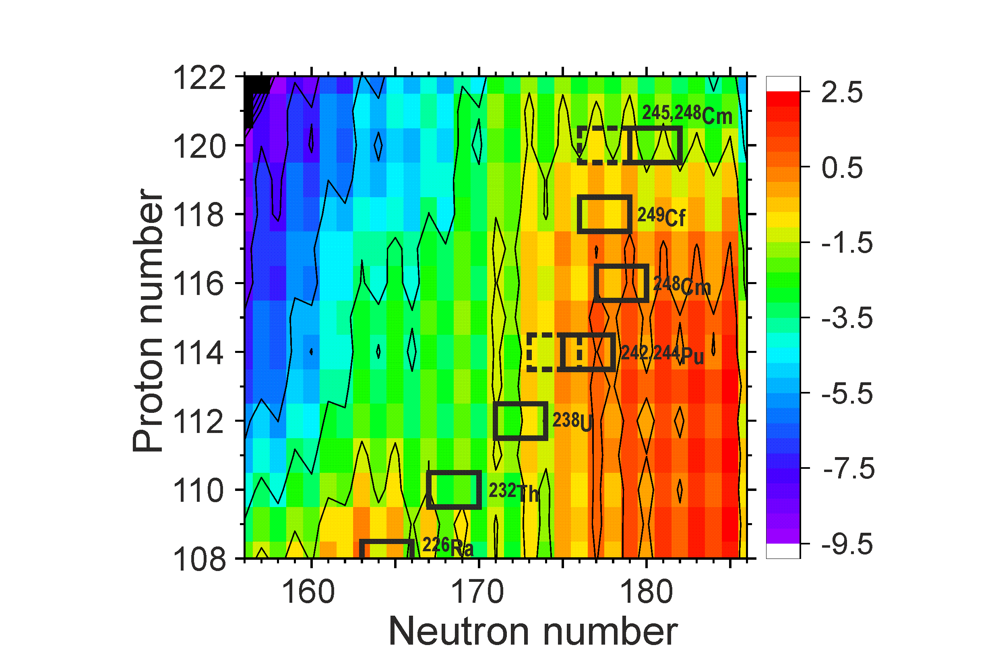 122
120
118
116
114
112
110
108
Proton number
245,248Cm
249Cf
248Cm
242,244Pu
238U
232Th
226Ra
160 170 180
Neutron number
2.5
0.5
-1.5
-3.5
-5.5
-7.5
-9.5